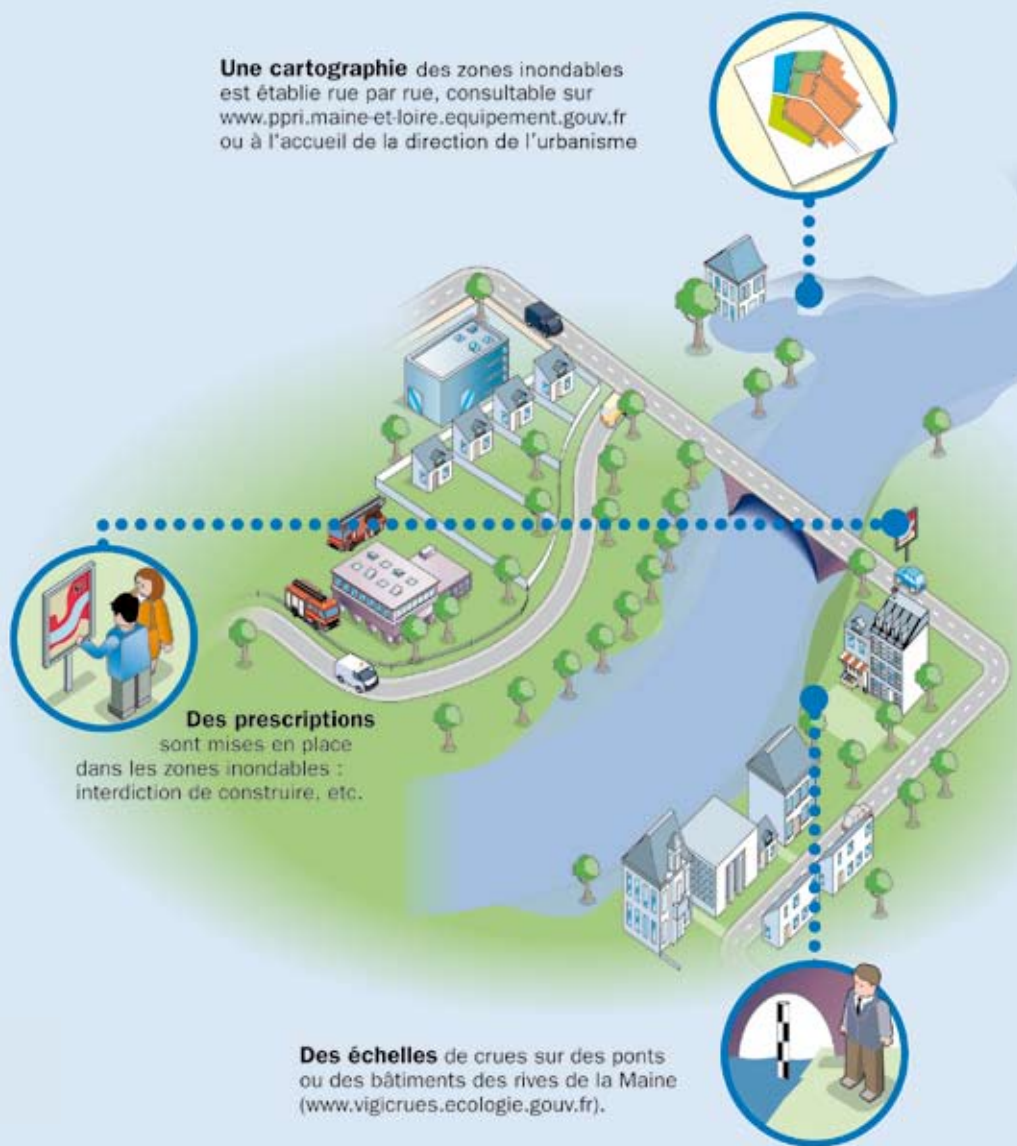 Une cartographie des zones inondables
est établie rue par rue, consultable sur
www.ppri.maine-et-loire.equipement.gouv.fr
ou à l'accueil de la direction de l'urbanisme
Des prescriptions
sont mises en place
dans les zones inondables :
interdiction de construire, etc.
Des échelles de crues sur des ponts
ou des bâtiments des rives de la Maine
(www.vigicrues.ecologie.gouv.fr).